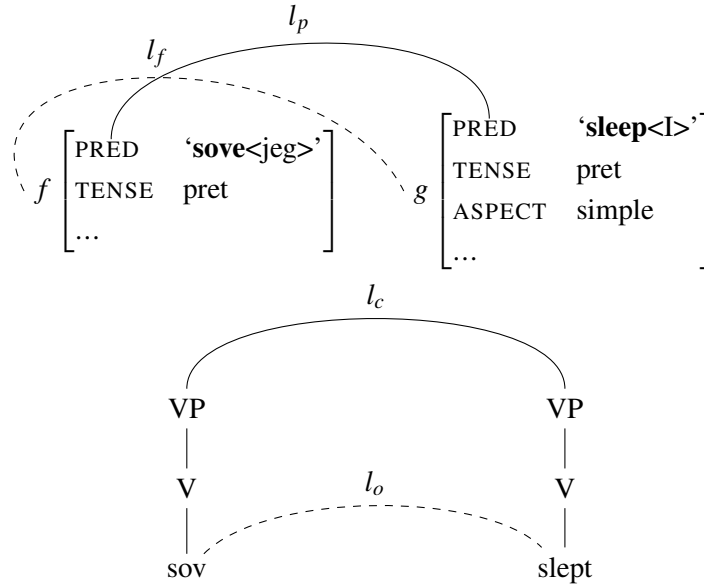 l_p
l_f
f PRED ‘sove<jeg>’
TENSE pret
...
g PRED ‘sleep<I>’
TENSE pret
ASPECT simple
...
l_c
VP VP
V V
l_o
sov slept